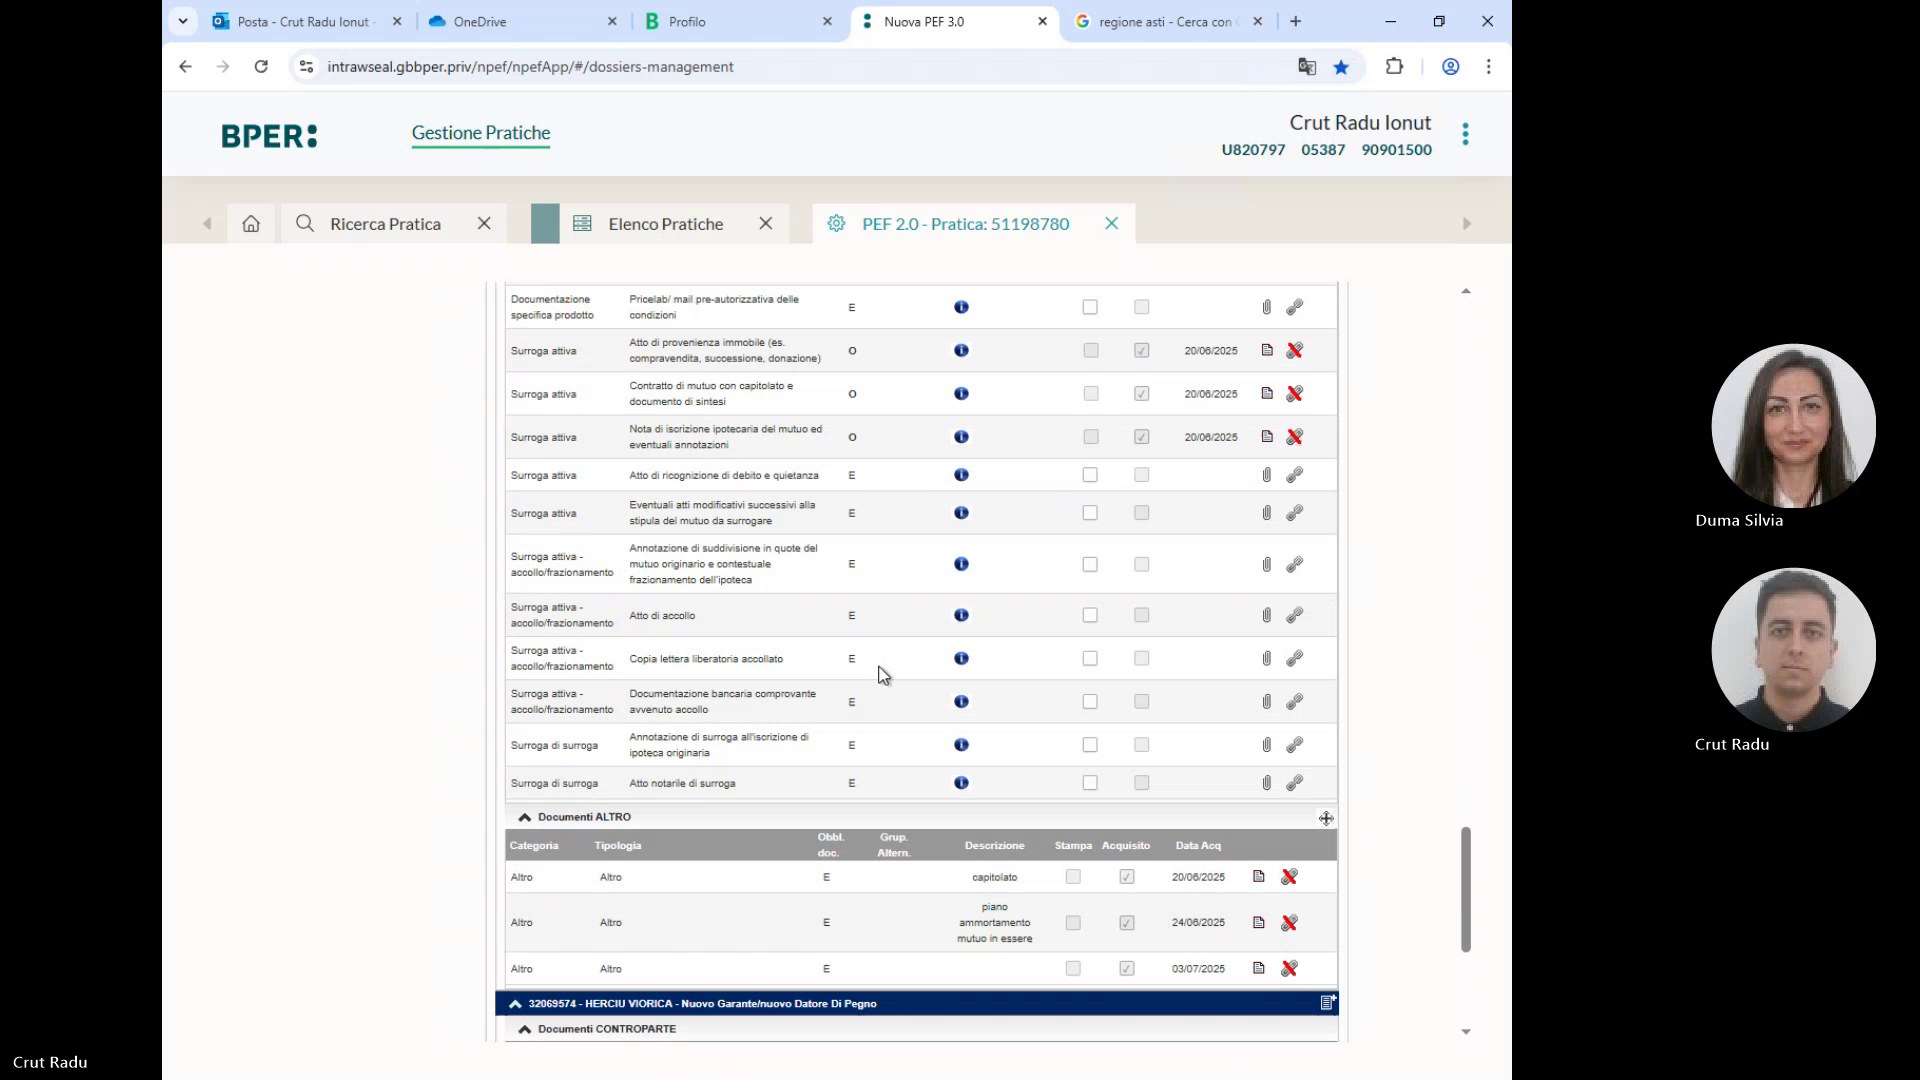 Posta - Crut Radu Ionut -
OneDrive
Profilo
Nuova PEF 3.0
regione asti - Cerca con
intrawseal.gbbper.priv/npef/npefApp/#/dossiers-management
BPER:
Gestione Pratiche
Crut Radu Ionut
U820797 05387 90901500
Ricerca Pratica
Elenco Pratiche
PEF 2.0 - Pratica: 51198780
Documentazione specifica prodotto
Pricelab/ mail pre-autorizzativa delle condizioni
E
Surroga attiva
Atto di provenienza immobile (es. compravendita, successione, donazione)
O
20/06/2025
Surroga attiva
Contratto di mutuo con capitolato e documento di sintesi
O
20/06/2025
Surroga attiva
Nota di iscrizione ipotecaria del mutuo ed eventuali annotazioni
O
20/06/2025
Surroga attiva
Atto di ricognizione di debito e quietanza
E
Surroga attiva
Eventuali atti modificativi successivi alla stipula del mutuo da surrogare
E
Surroga attiva - accollo/frazionamento
Annotazione di suddivisione in quote del mutuo originario e contestuale frazionamento dell'ipoteca
E
Surroga attiva - accollo/frazionamento
Atto di accollo
E
Surroga attiva - accollo/frazionamento
Copia lettera liberatoria accollato
E
Surroga attiva - accollo/frazionamento
Documentazione bancaria comprovante avvenuto accollo
E
Surroga di surroga
Annotazione di surroga all'iscrizione di ipoteca originaria
E
Surroga di surroga
Atto notarile di surroga
E
Documenti ALTRO
Categoria Tipologia Obbl. doc. Grup. Altern. Descrizione Stampa Acquisito Data Acq
Altro Altro E capitolato 20/06/2025
Altro Altro E piano ammortamento mutuo in essere 24/06/2025
Altro Altro E 03/07/2025
32069574 - HERCIU VIORICA - Nuovo Garante/nuovo Datore Di Pegno
Documenti CONTROPARTE
Duma Silvia
Crut Radu
Crut Radu